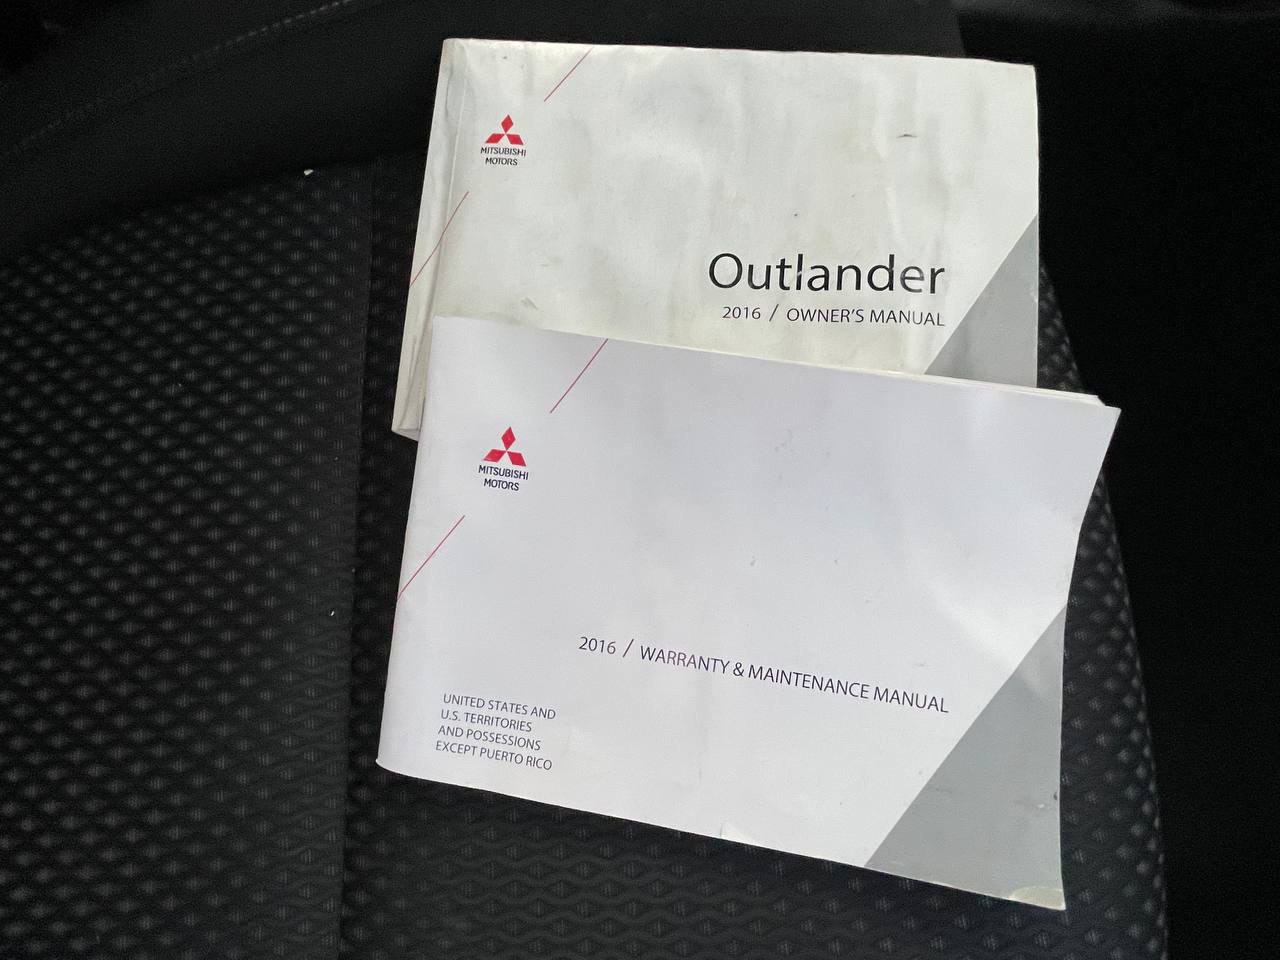 MITSUBISHI
MOTORS
Outlander
2016 / OWNER'S MANUAL
MITSUBISHI
MOTORS
2016 / WARRANTY & MAINTENANCE MANUAL
UNITED STATES AND
U.S. TERRITORIES
AND POSSESSIONS
EXCEPT PUERTO RICO